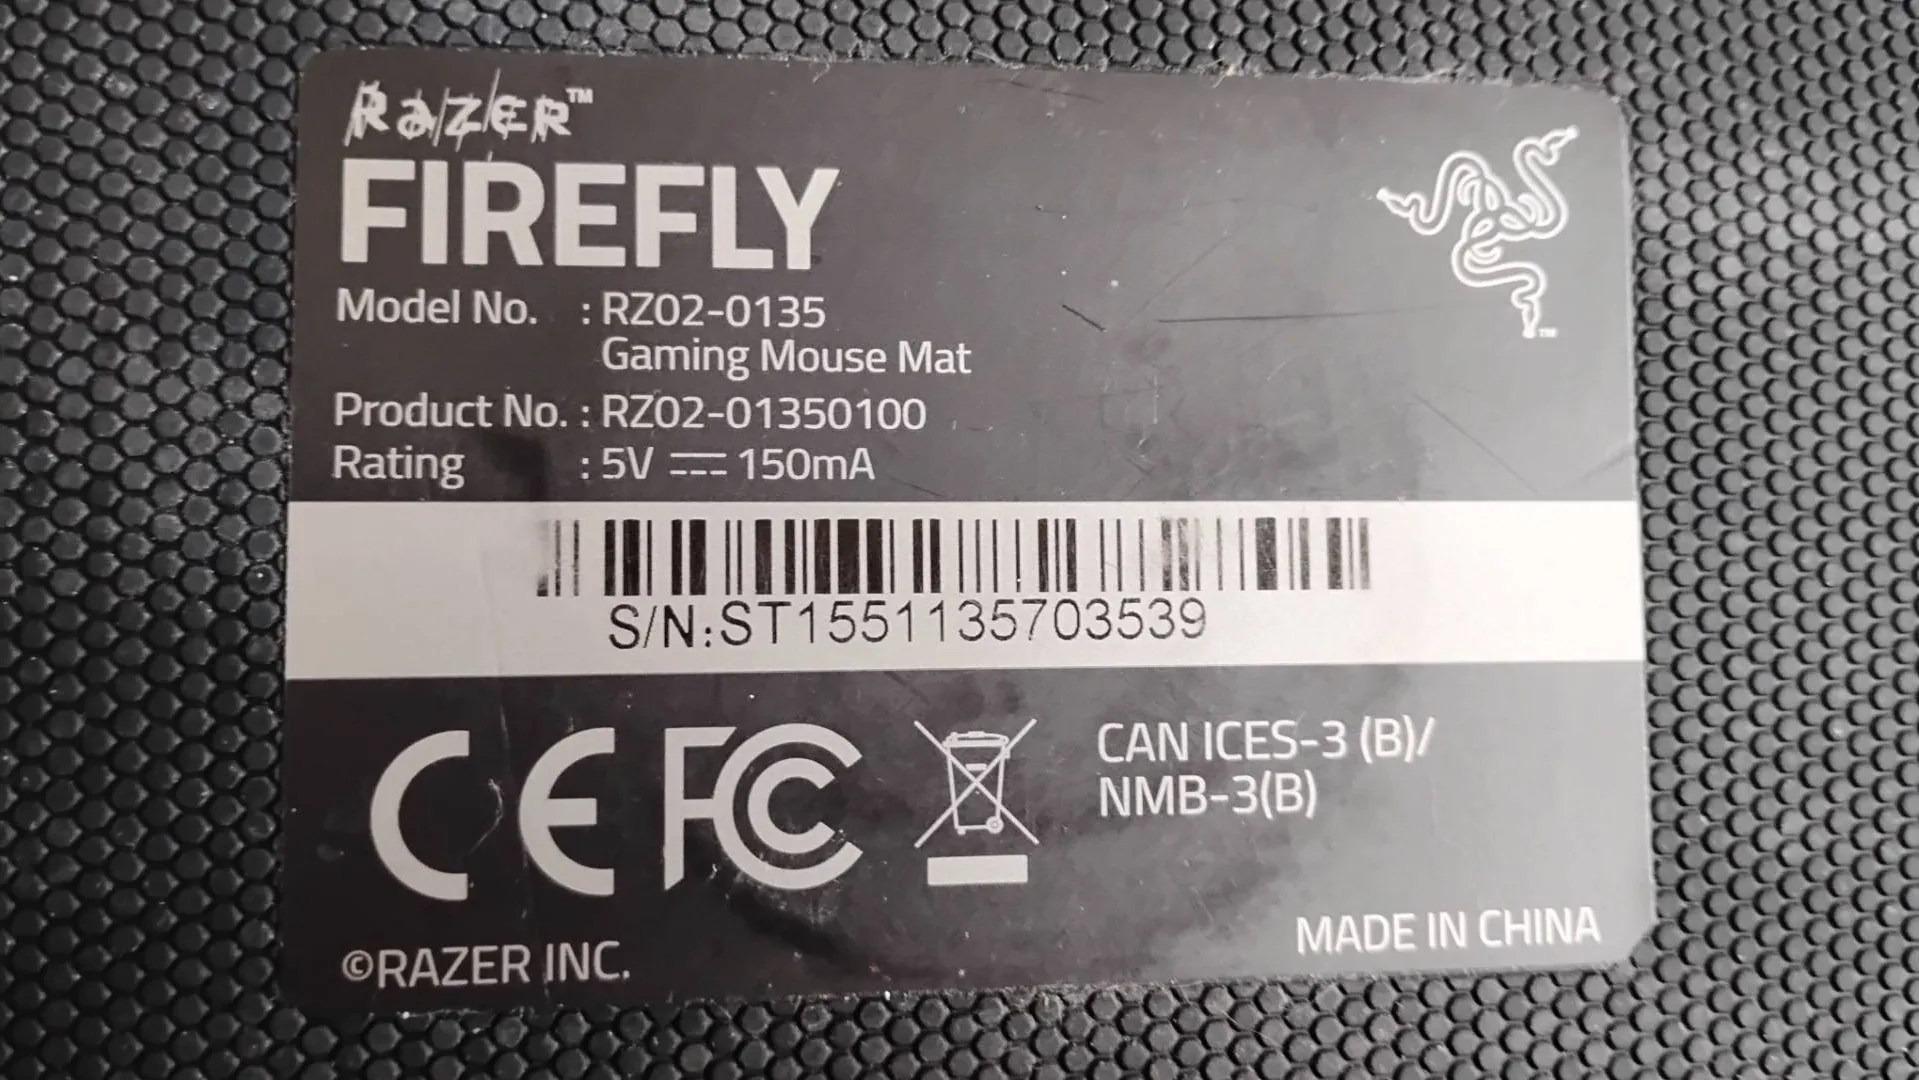 RAZER™
FIREFLY
Model No. : RZ02-0135
Gaming Mouse Mat
Product No. : RZ02-01350100
Rating : 5V ⎓ 150mA
S/N:ST1551135703539
CE FC
CAN ICES-3 (B)/
NMB-3(B)
MADE IN CHINA
©RAZER INC.
™